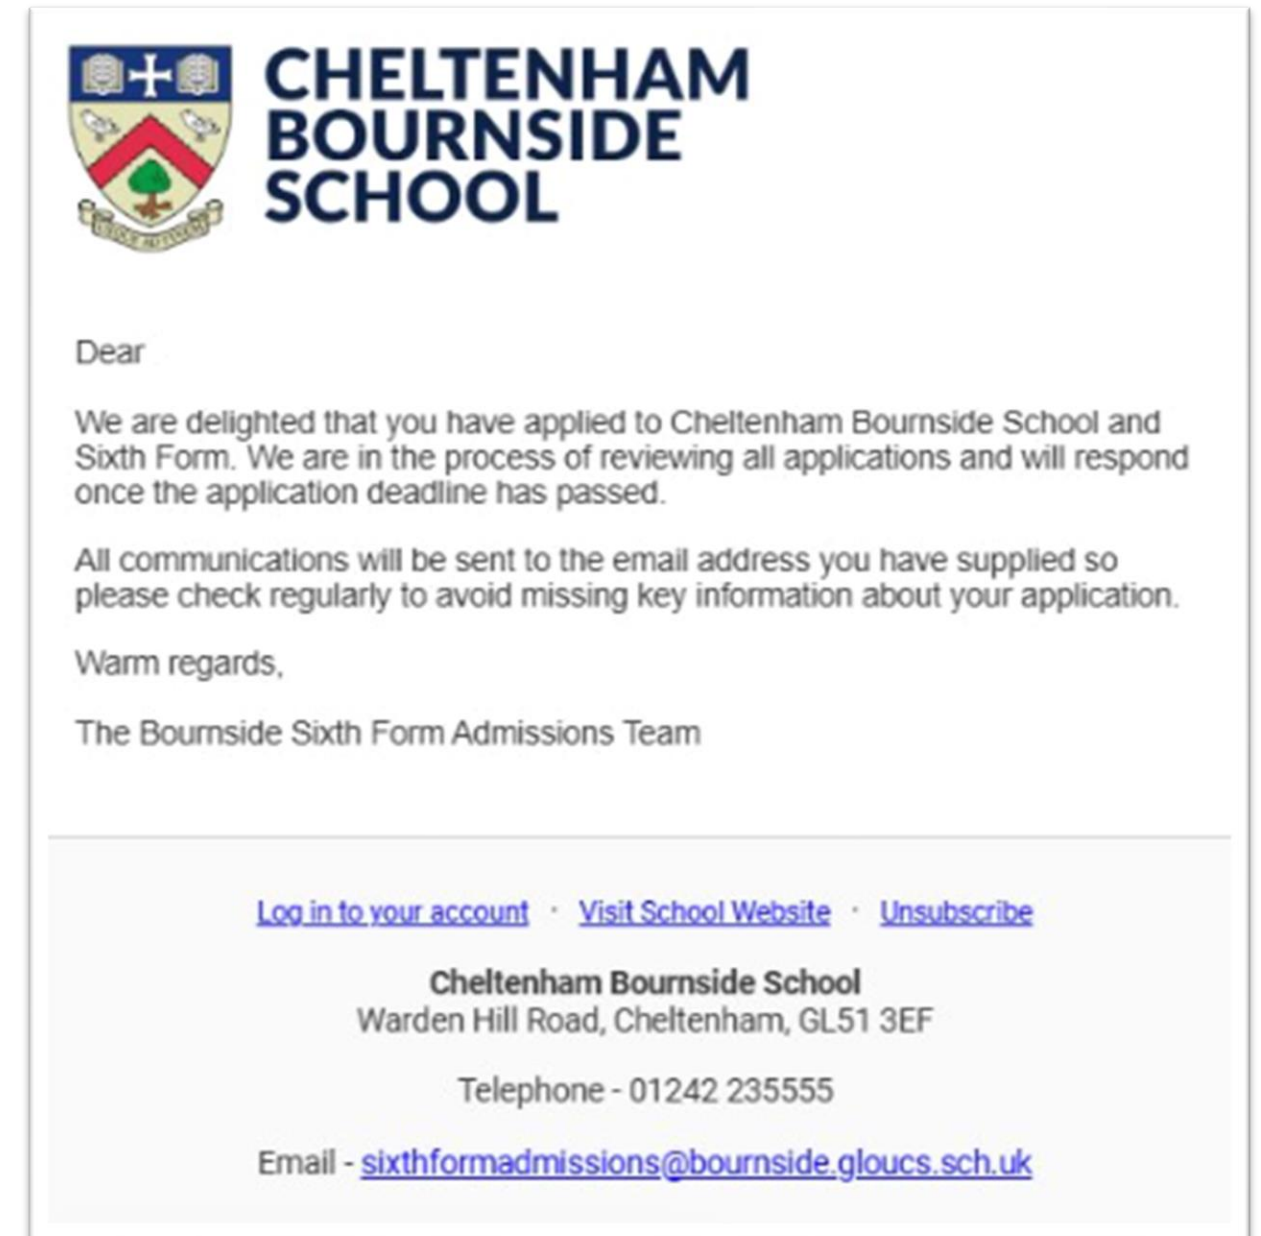 CHELTENHAM
BOURNSIDE
SCHOOL
Dear
We are delighted that you have applied to Cheltenham Bournside School and
Sixth Form. We are in the process of reviewing all applications and will respond
once the application deadline has passed.
All communications will be sent to the email address you have supplied so
please check regularly to avoid missing key information about your application.
Warm regards,
The Bournside Sixth Form Admissions Team
Log in to your account · Visit School Website · Unsubscribe
Cheltenham Bournside School
Warden Hill Road, Cheltenham, GL51 3EF
Telephone - 01242 235555
Email - sixthformadmissions@bournside.gloucs.sch.uk